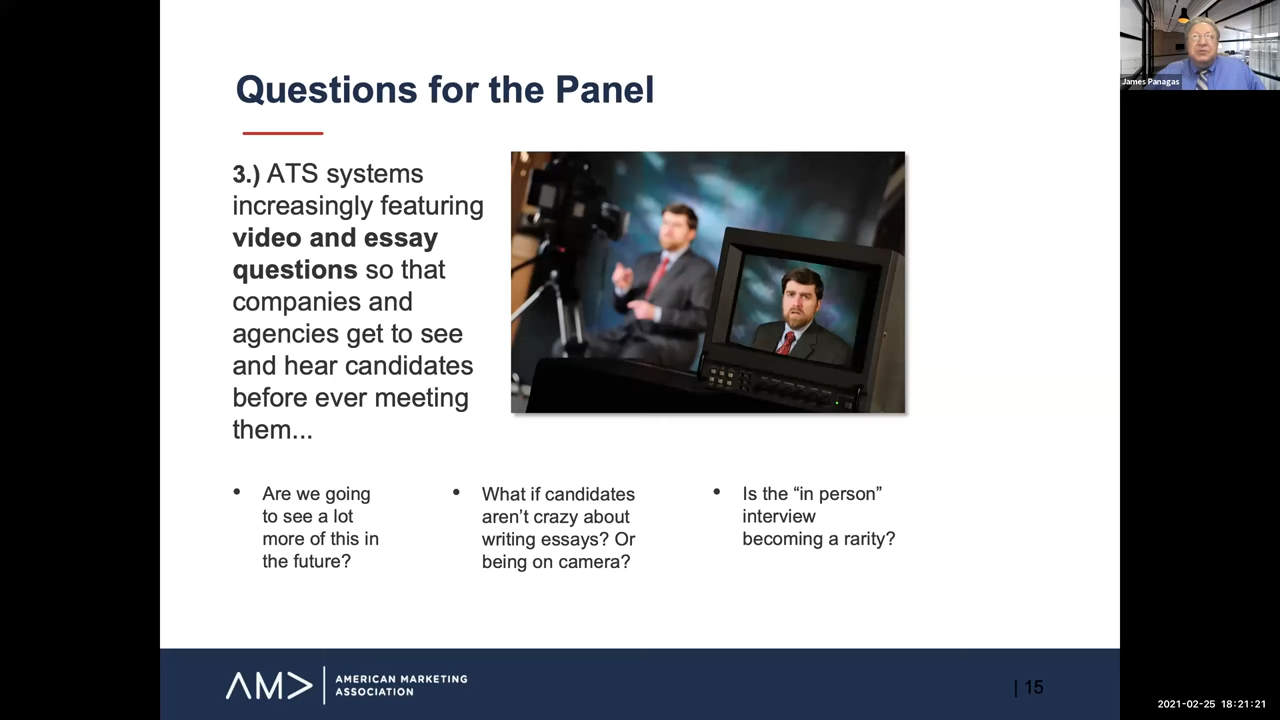 Questions for the Panel
3.) ATS systems
increasingly featuring
video and essay
questions so that
companies and
agencies get to see
and hear candidates
before ever meeting
them...
• Are we going
to see a lot
more of this in
the future?
• What if candidates
aren’t crazy about
writing essays? Or
being on camera?
• Is the “in person”
interview
becoming a rarity?
AMA
AMERICAN MARKETING
ASSOCIATION
| 15
James Panagas
2021-02-25 18:21:21